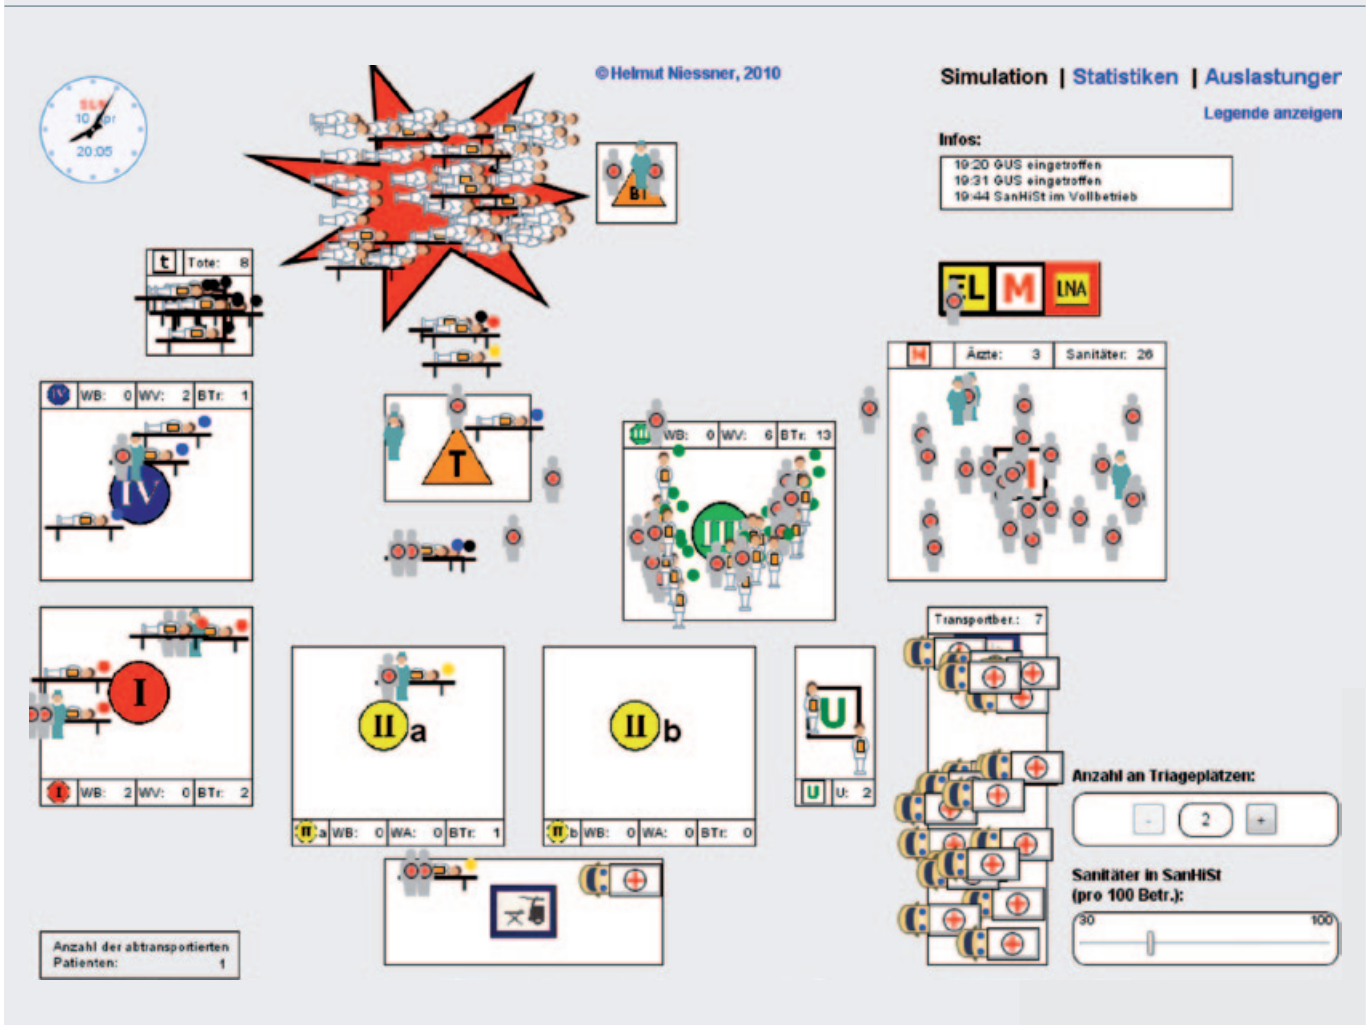 © Helmut Niessner, 2010
Simulation | Statistiken | Auslastungen
Legende anzeigen
10 Apr
20:05
Infos:
19:20 GUS eingetroffen
19:31 GUS eingetroffen
19:44 SanHiSt im Vollbetrieb
BT
t Tote: 8
EL M LNA
M Ärzte: 3 Sanitäter: 26
IV WB: 0 WV: 2 BTr: 1
IV
T
III WB: 0 WV: 6 BTr: 13
III
I
I WB: 2 WV: 0 BTr: 2
II a
II a WB: 0 WA: 0 BTr: 1
II b
II b WB: 0 WA: 0 BTr: 0
U
U U: 2
Transportber.: 7
Anzahl an Triageplätzen:
- 2 +
Sanitäter in SanHiSt
(pro 100 Betr.):
30 100
Anzahl der abtransportierten
Patienten: 1